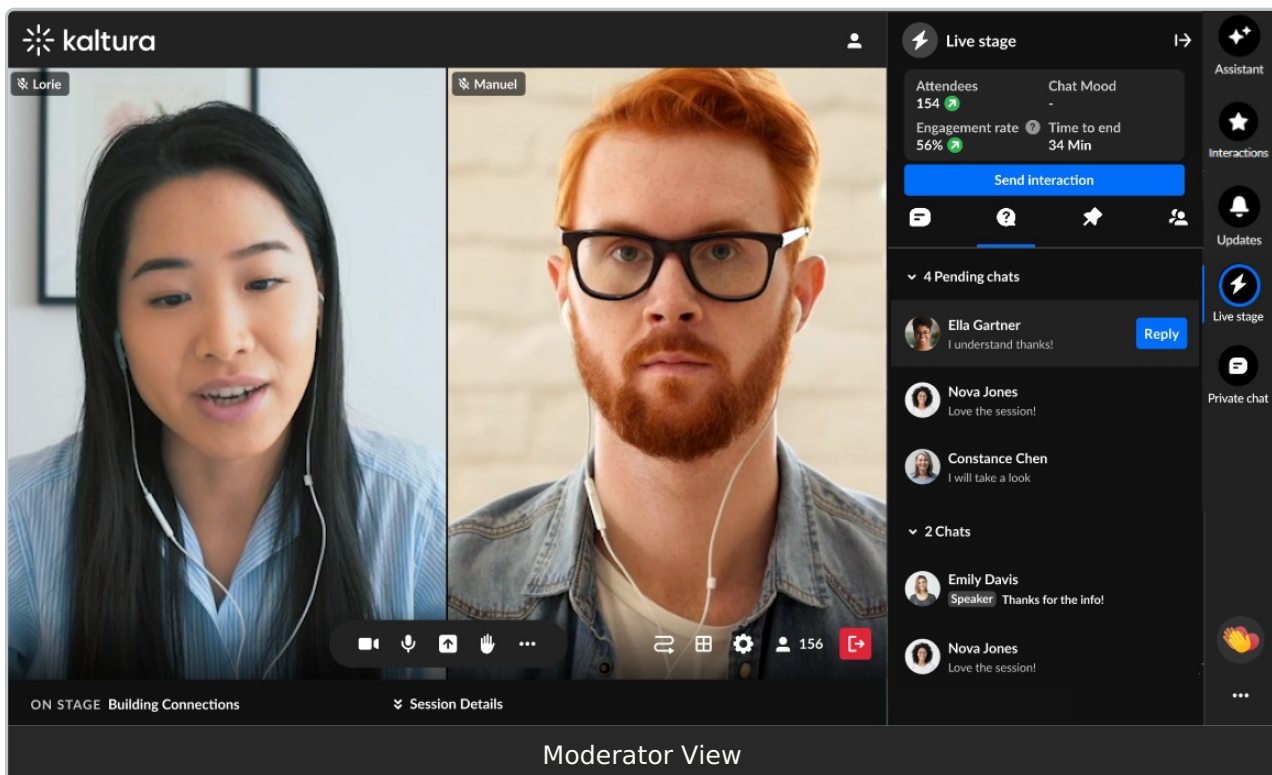 kaltura
Lorie
Manuel
ON STAGE Building Connections
Session Details
156
Live stage
Attendees
154
Chat Mood
-
Engagement rate ?
56%
Time to end
34 Min
Send interaction
?
4 Pending chats
Ella Gartner
I understand thanks!
Reply
Nova Jones
Love the session!
Constance Chen
I will take a look
2 Chats
Emily Davis
Speaker Thanks for the info!
Nova Jones
Love the session!
Assistant
Interactions
Updates
Live stage
Private chat
Moderator View